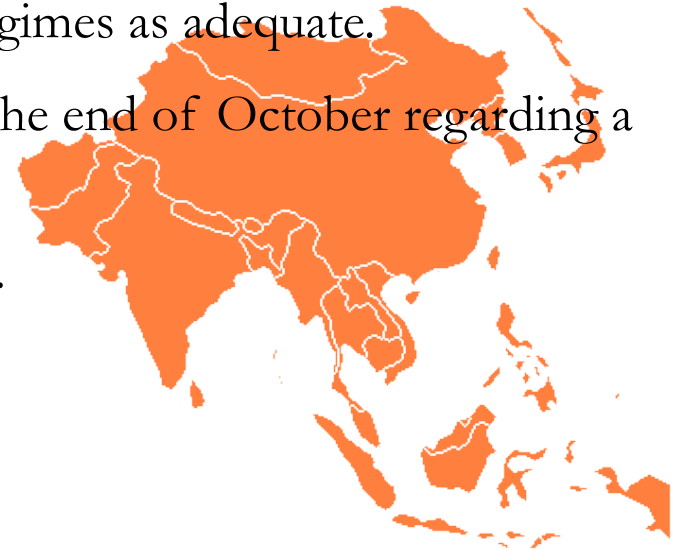 gimes as adequate.
he end of October regarding a
.